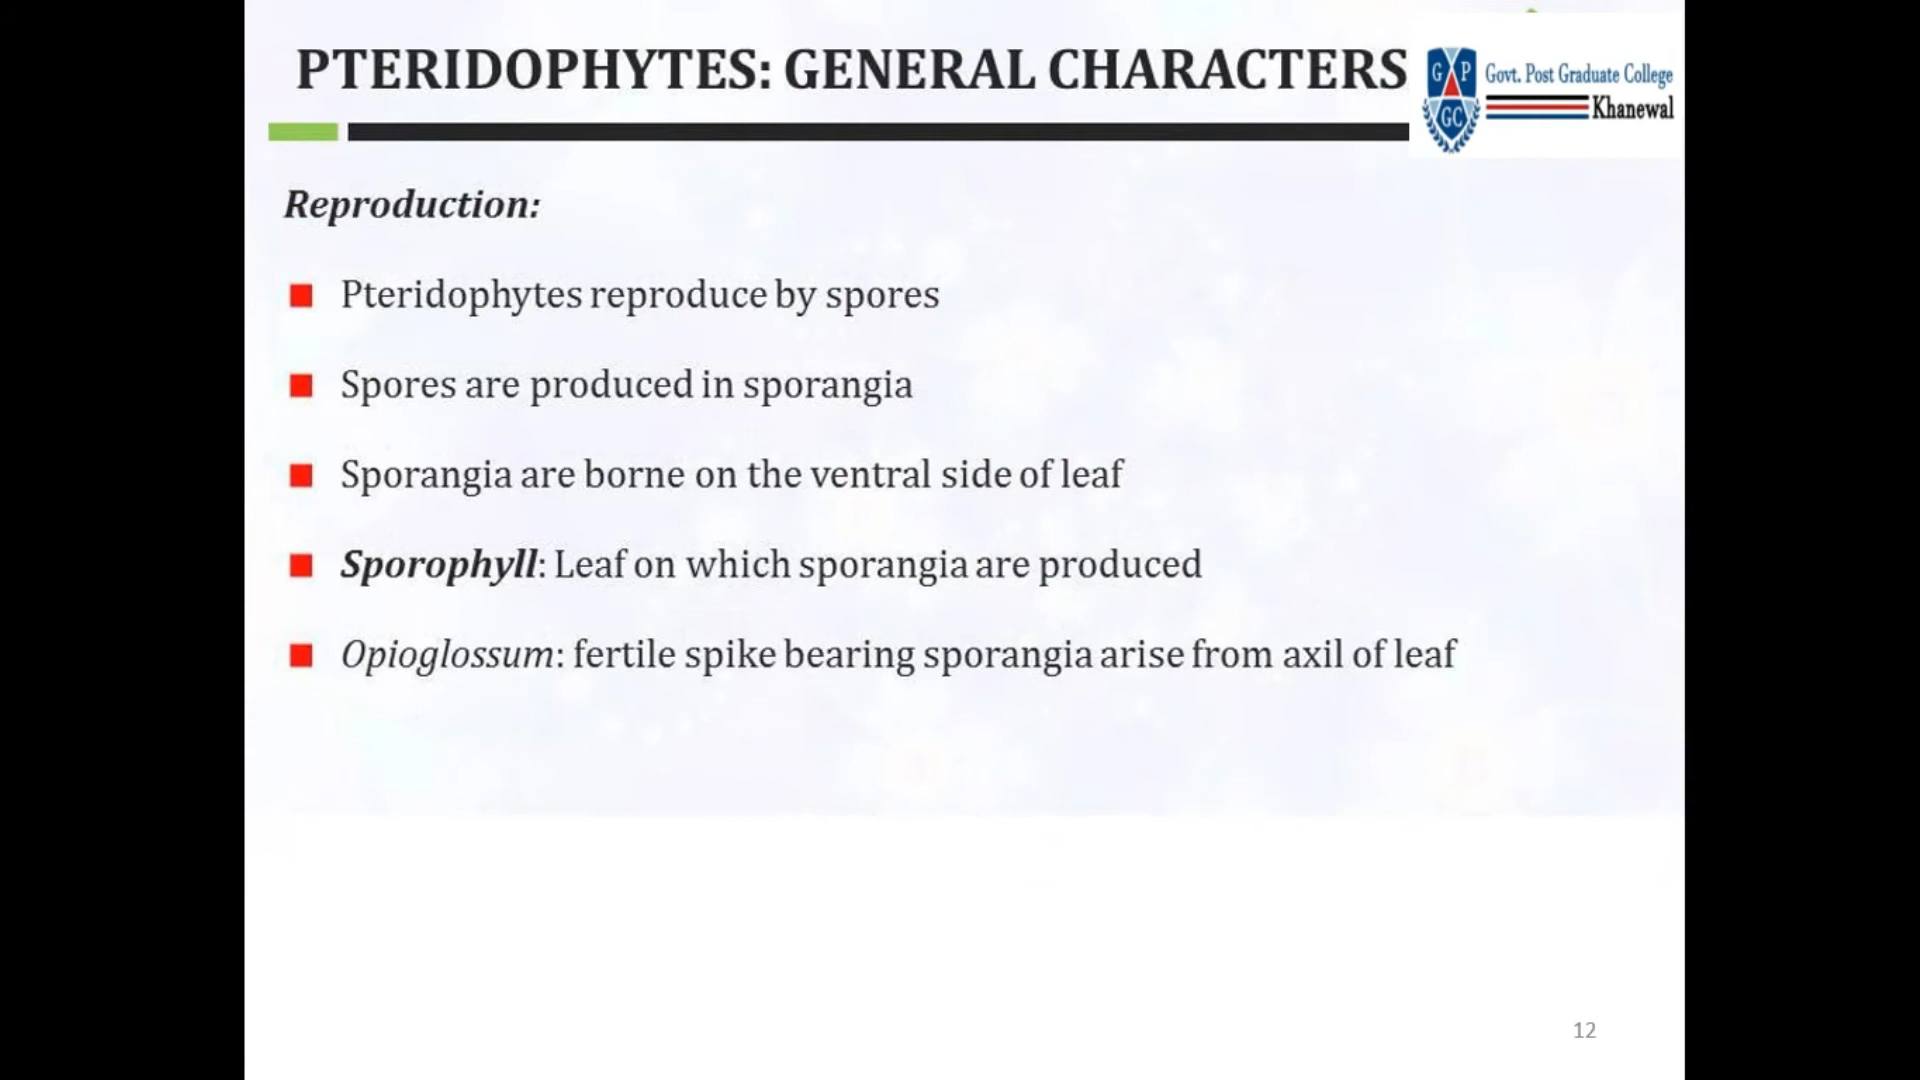 PTERIDOPHYTES: GENERAL CHARACTERS
G P GC
Govt. Post Graduate College
Khanewal
Reproduction:
Pteridophytes reproduce by spores
Spores are produced in sporangia
Sporangia are borne on the ventral side of leaf
Sporophyll: Leaf on which sporangia are produced
Opioglossum: fertile spike bearing sporangia arise from axil of leaf
12